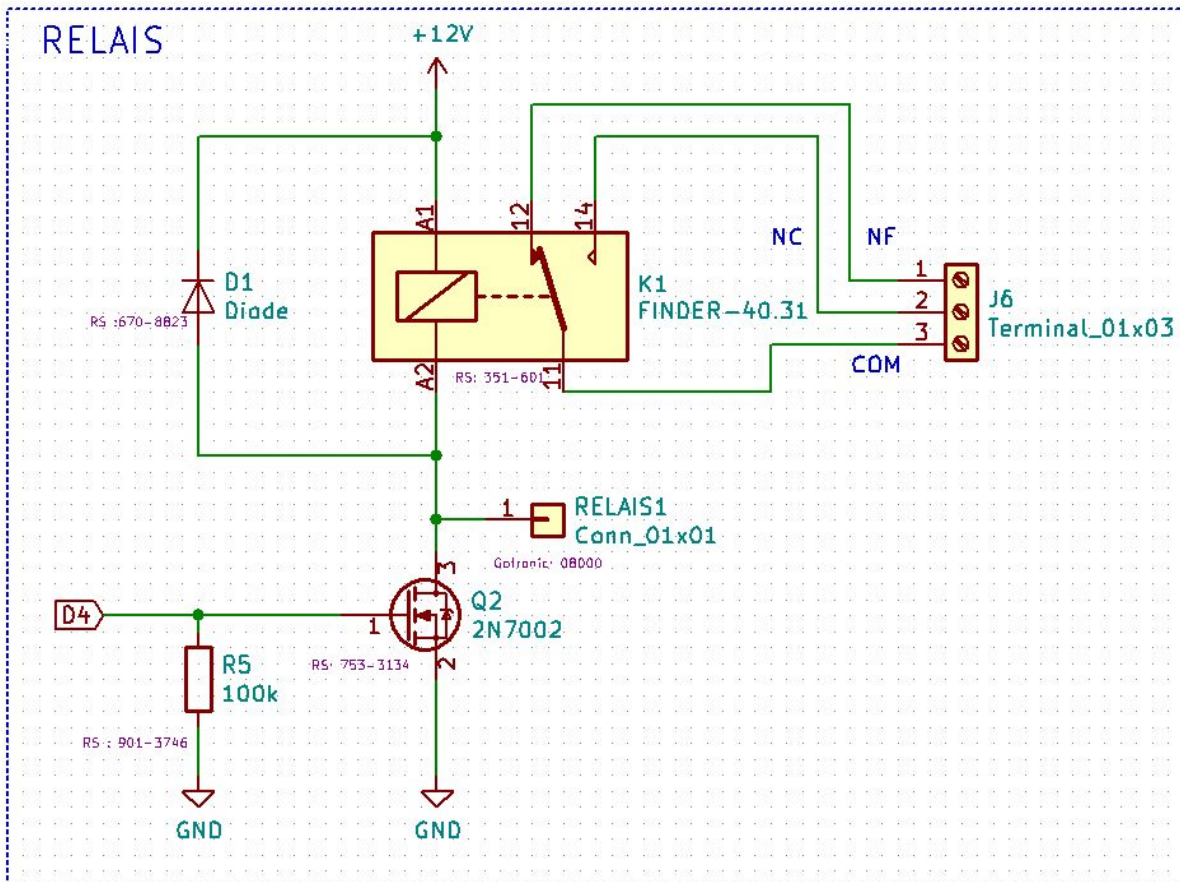 RELAIS
+12V
A1
12
14
NC
NF
D1
Diode
RS :670-8823
K1
FINDER-40.31
1
2
3
J6
Terminal_01x03
COM
A2
RS: 351-601
11
1
RELAIS1
Conn_01x01
Gotronic: 08000
3
D4
1
Q2
2N7002
2
RS: 753-3134
R5
100k
RS : 901-3746
GND
GND